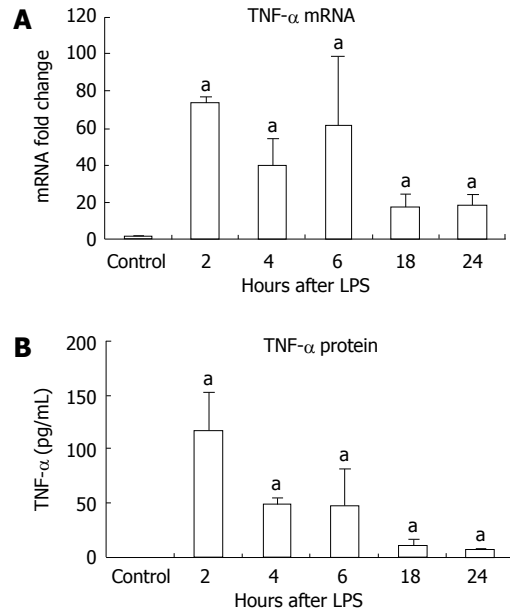 A
TNF-α mRNA
mRNA fold change
120
100
80
60
40
20
0
a
a
a
a
a
Control 2 4 6 18 24
Hours after LPS
B
TNF-α protein
TNF-α (pg/mL)
200
150
100
50
0
a
a
a
a
a
Control 2 4 6 18 24
Hours after LPS